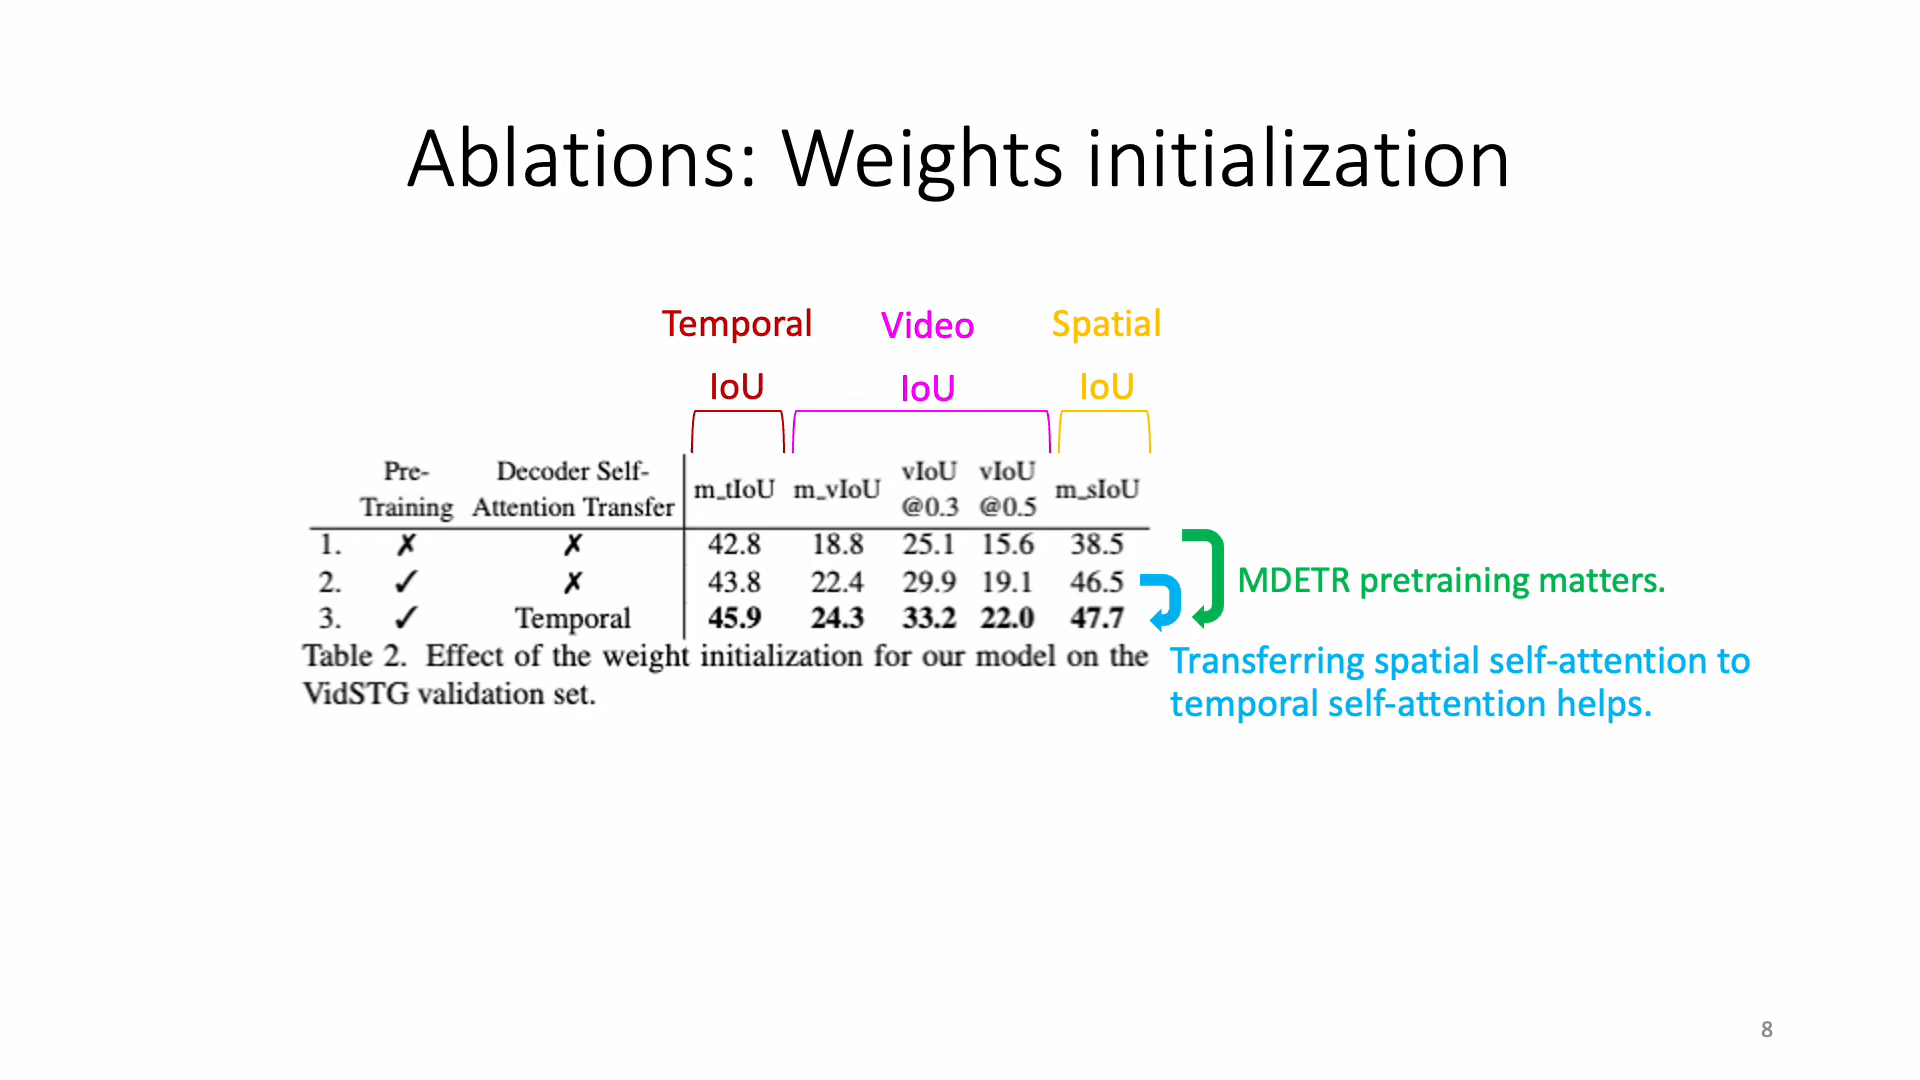 Ablations: Weights initialization
Temporal Video Spatial
IoU IoU IoU
Pre- Decoder Self- vIoU vIoU
Training Attention Transfer m_tIoU m_vIoU @0.3 @0.5 m_sIoU
1. ✗ ✗ 42.8 18.8 25.1 15.6 38.5
2. ✓ ✗ 43.8 22.4 29.9 19.1 46.5
3. ✓ Temporal 45.9 24.3 33.2 22.0 47.7
MDETR pretraining matters.
Table 2. Effect of the weight initialization for our model on the
VidSTG validation set.
Transferring spatial self-attention to
temporal self-attention helps.
8